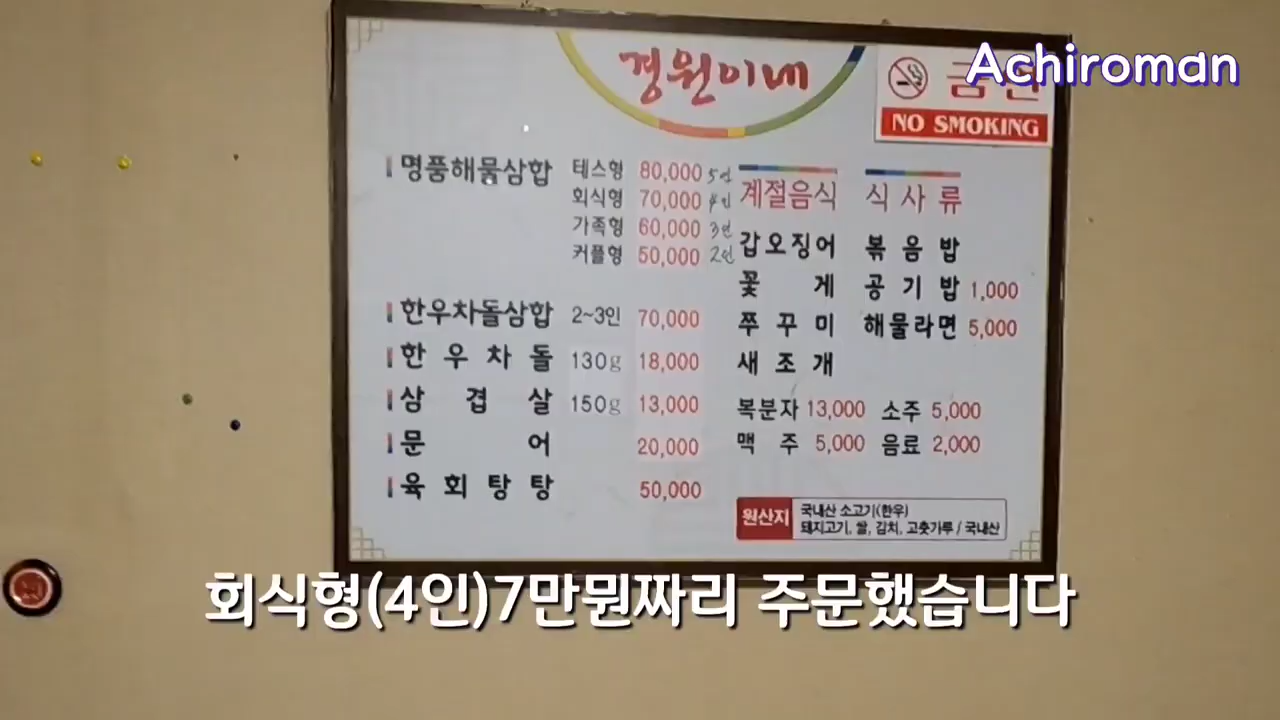 경원이네
Achiroman
NO SMOKING
명품해물삼합 테스형 80,000 5인
회식형 70,000 4인
가족형 60,000 3인
커플형 50,000 2인
한우차돌삼합 2~3인 70,000
한우차돌 130g 18,000
삼겹살 150g 13,000
문어 20,000
육회탕탕 50,000
계절음식
갑오징어
꽃게
쭈꾸미
새조개
식사류
볶음밥
공기밥 1,000
해물라면 5,000
복분자 13,000 소주 5,000
맥주 5,000 음료 2,000
원산지
국내산 소고기(한우)
돼지고기, 쌀, 김치, 고춧가루 / 국내산
회식형(4인)7만뭔짜리 주문했습니다